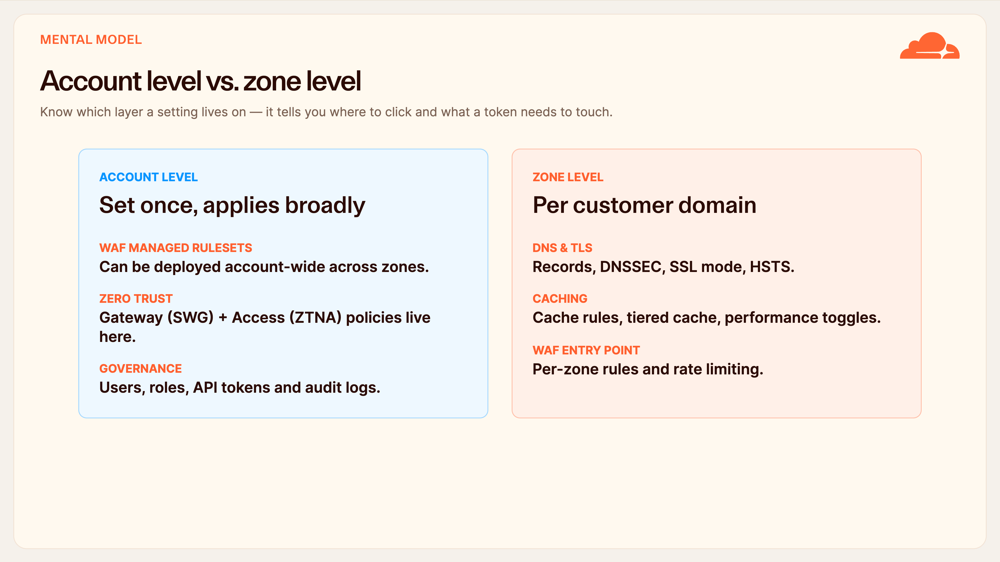 MENTAL MODEL
Account level vs. zone level
Know which layer a setting lives on — it tells you where to click and what a token needs to touch.
ACCOUNT LEVEL
Set once, applies broadly
WAF MANAGED RULESETS
Can be deployed account-wide across zones.
ZERO TRUST
Gateway (SWG) + Access (ZTNA) policies live
here.
GOVERNANCE
Users, roles, API tokens and audit logs.
ZONE LEVEL
Per customer domain
DNS & TLS
Records, DNSSEC, SSL mode, HSTS.
CACHING
Cache rules, tiered cache, performance toggles.
WAF ENTRY POINT
Per-zone rules and rate limiting.